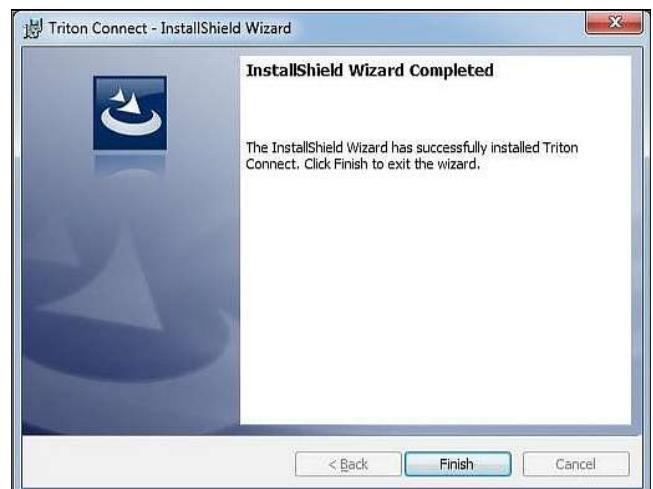 Triton Connect - InstallShield Wizard
InstallShield Wizard Completed
The InstallShield Wizard has successfully installed Triton
Connect. Click Finish to exit the wizard.
< Back
Finish
Cancel